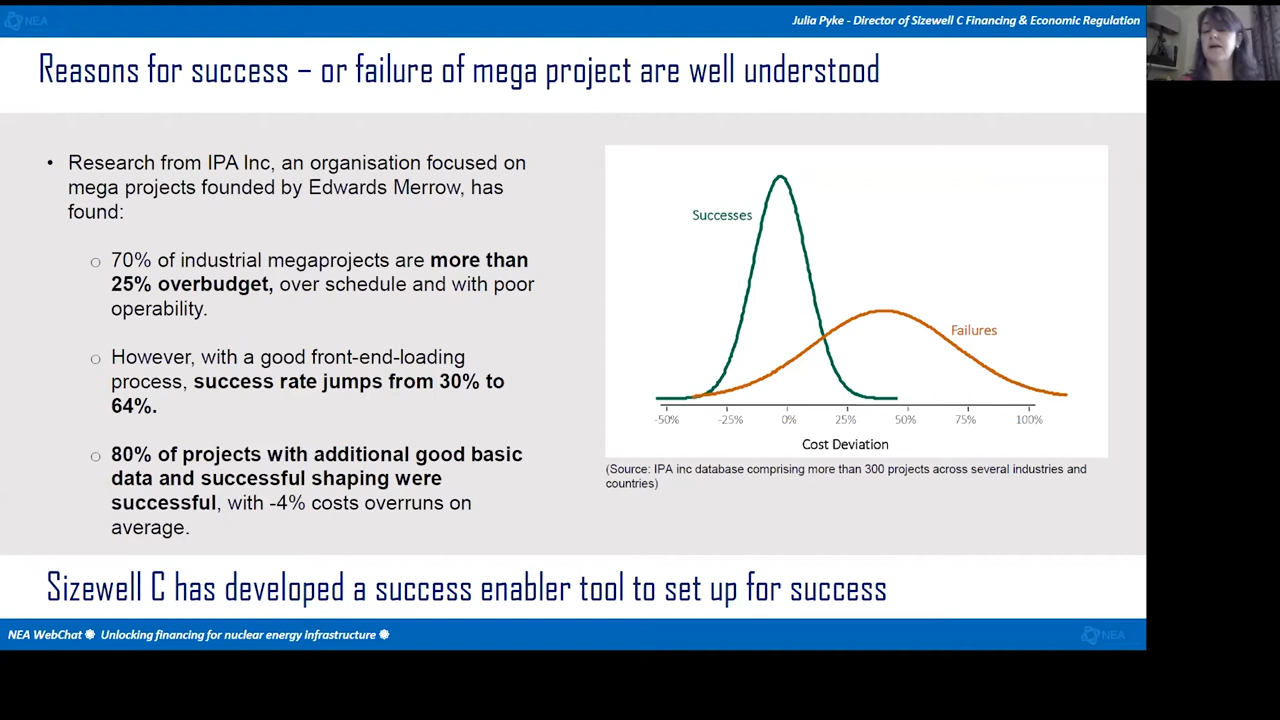 NEA
Julia Pyke - Director of Sizewell C Financing & Economic Regulation
Reasons for success – or failure of mega project are well understood
• Research from IPA Inc, an organisation focused on
mega projects founded by Edwards Merrow, has
found:
○ 70% of industrial megaprojects are more than
25% overbudget, over schedule and with poor
operability.
○ However, with a good front-end-loading
process, success rate jumps from 30% to
64%.
○ 80% of projects with additional good basic
data and successful shaping were
successful, with -4% costs overruns on
average.
Successes
Failures
-50% -25% 0% 25% 50% 75% 100%
Cost Deviation
(Source: IPA inc database comprising more than 300 projects across several industries and
countries)
Sizewell C has developed a success enabler tool to set up for success
NEA WebChat Unlocking financing for nuclear energy infrastructure
NEA